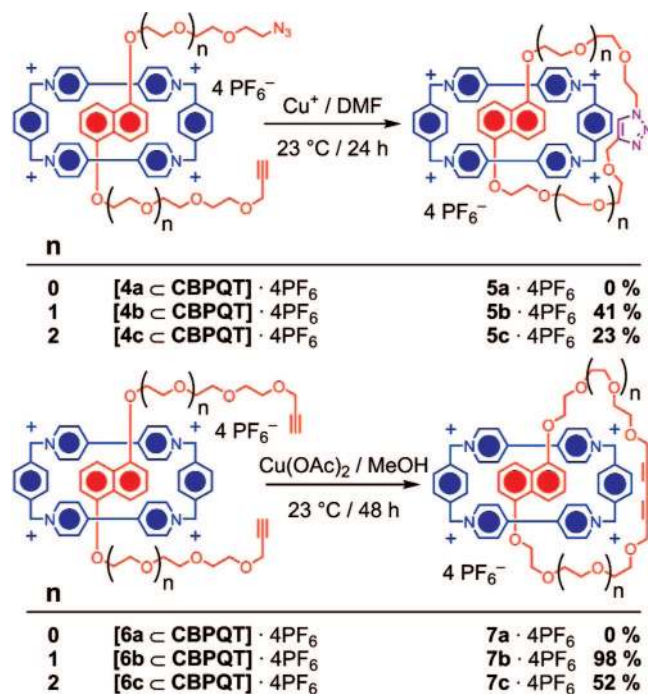 O ( O ) n O N₃
O ( O ) n O
+ + 4 PF₆⁻ + +
N N N N
Cu⁺ / DMF
N N N
23 °C / 24 h
N N N N
+ + + +
O ( O ) n O O
O O ( O ) n O
4 PF₆⁻
n
0 [4a ⊂ CBPQT] · 4PF₆ 5a · 4PF₆ 0 %
1 [4b ⊂ CBPQT] · 4PF₆ 5b · 4PF₆ 41 %
2 [4c ⊂ CBPQT] · 4PF₆ 5c · 4PF₆ 23 %
O ( O ) n O O
( O ) n
O O
+ + 4 PF₆⁻ + +
N N N N
Cu(OAc)₂ / MeOH
23 °C / 48 h
N N N N
+ + + +
O ( O ) n O O
O O ( O ) n O
4 PF₆⁻
n
0 [6a ⊂ CBPQT] · 4PF₆ 7a · 4PF₆ 0 %
1 [6b ⊂ CBPQT] · 4PF₆ 7b · 4PF₆ 98 %
2 [6c ⊂ CBPQT] · 4PF₆ 7c · 4PF₆ 52 %